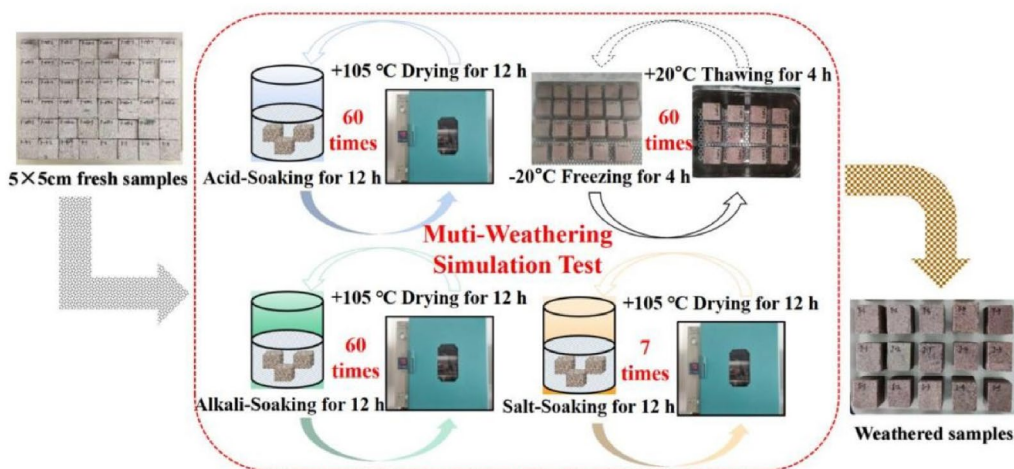 5×5cm fresh samples
+105 ℃ Drying for 12 h
60
times
Acid-Soaking for 12 h
+20°C Thawing for 4 h
60
times
-20°C Freezing for 4 h
Muti-Weathering
Simulation Test
+105 ℃ Drying for 12 h
60
times
Alkali-Soaking for 12 h
+105 ℃ Drying for 12 h
7
times
Salt-Soaking for 12 h
Weathered samples